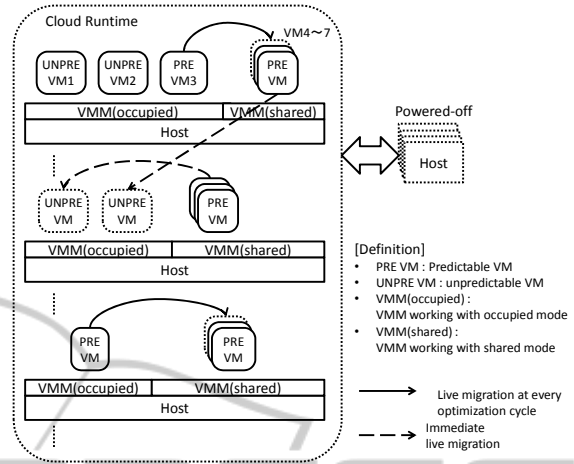 Cloud Runtime
VM4~7
UNPRE
VM1
UNPRE
VM2
PRE
VM3
PRE
VM
VMM(occupied)
VMM(shared)
Host
Powered-off
Host
UNPRE
VM
UNPRE
VM
PRE
VM
VMM(occupied)
VMM(shared)
Host
PRE
VM
PRE
VM
VMM(occupied)
VMM(shared)
Host
[Definition]
• PRE VM : Predictable VM
• UNPRE VM : unpredictable VM
• VMM(occupied) :
VMM working with occupied mode
• VMM(shared) :
VMM working with shared mode
Live migration at every
optimization cycle
Immediate
live migration